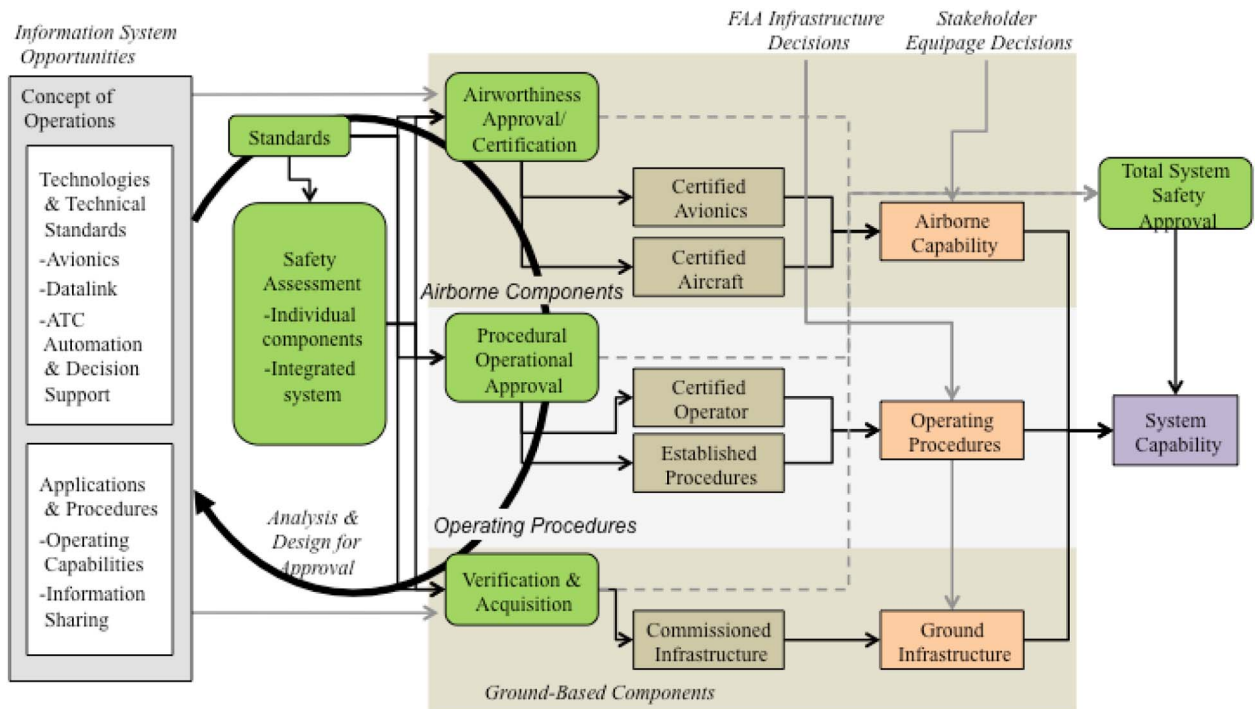 Information System
Opportunities
FAA Infrastructure
Decisions
Stakeholder
Equipage Decisions
Concept of
Operations
Technologies
& Technical
Standards
-Avionics
-Datalink
-ATC
Automation
& Decision
Support
Applications
& Procedures
-Operating
Capabilities
-Information
Sharing
Standards
Safety
Assessment
-Individual
components
-Integrated
system
Analysis &
Design for
Approval
Airworthiness
Approval/
Certification
Certified
Avionics
Certified
Aircraft
Airborne Components
Airborne
Capability
Procedural
Operational
Approval
Certified
Operator
Established
Procedures
Operating Procedures
Operating
Procedures
Verification &
Acquisition
Commissioned
Infrastructure
Ground
Infrastructure
Ground-Based Components
Total System
Safety
Approval
System
Capability